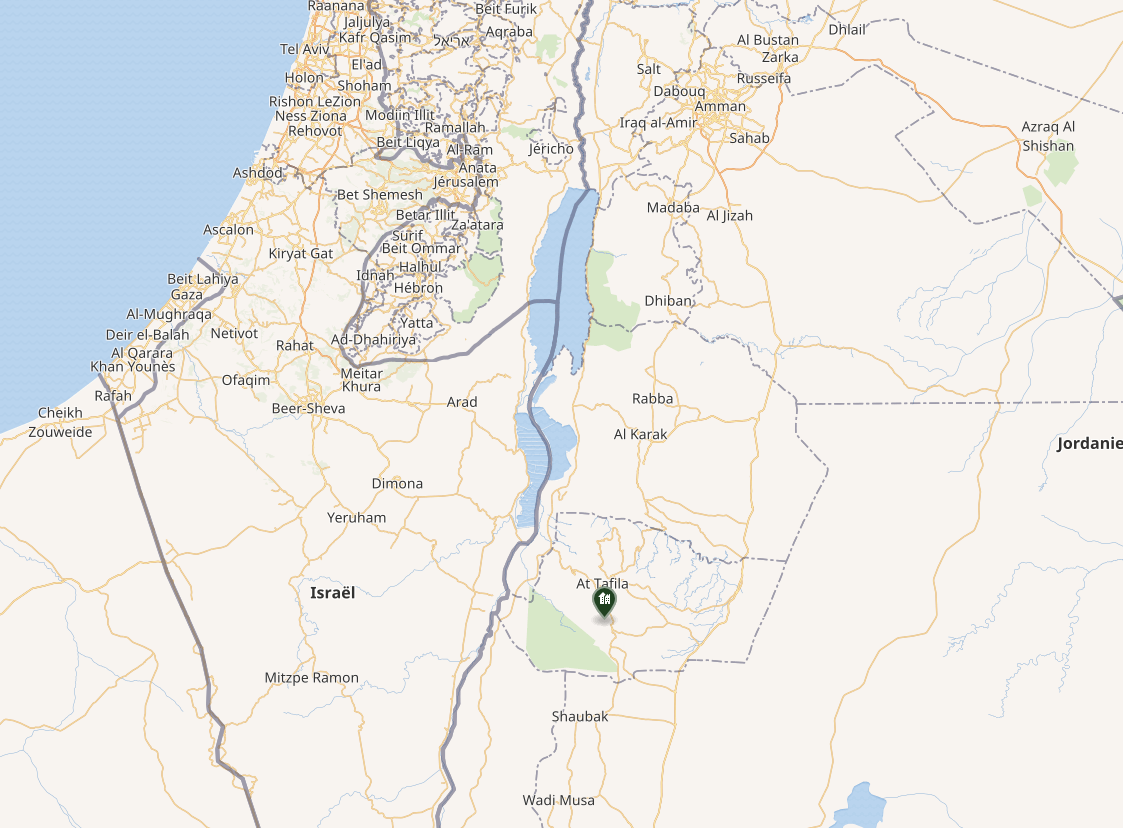 Raanana
Beit Furik
Jaljulya
Kafr Qasim
Aqraba
אריאל
Dhlail
Al Bustan
Zarka
Tel Aviv
El'ad
Salt
Russeifa
Holon
Shoham
Dabouq
Amman
Rishon LeZion
Ness Ziona
Modiin Illit
Iraq al-Amir
Rehovot
Ramallah
Sahab
Azraq Al
Shishan
Beit Liqya
Al-Ram
Jéricho
Anata
Ashdod
Jérusalem
Bet Shemesh
Madaba
Al Jizah
Betar Illit
Za'atara
Ascalon
Surif
Beit Ommar
Kiryat Gat
Halhul
Idnah
Beit Lahiya
Hébron
Gaza
Dhiban
Al-Mughraqa
Yatta
Deir el-Balah
Netivot
Ad-Dhahiriya
Rahat
Al Qarara
Khan Younès
Meitar
Khura
Ofaqim
Rafah
Arad
Rabba
Beer-Sheva
Cheikh
Zouweide
Al Karak
Jordanie
Dimona
Yeruham
At Tafila
Israël
Mitzpe Ramon
Shaubak
Wadi Musa